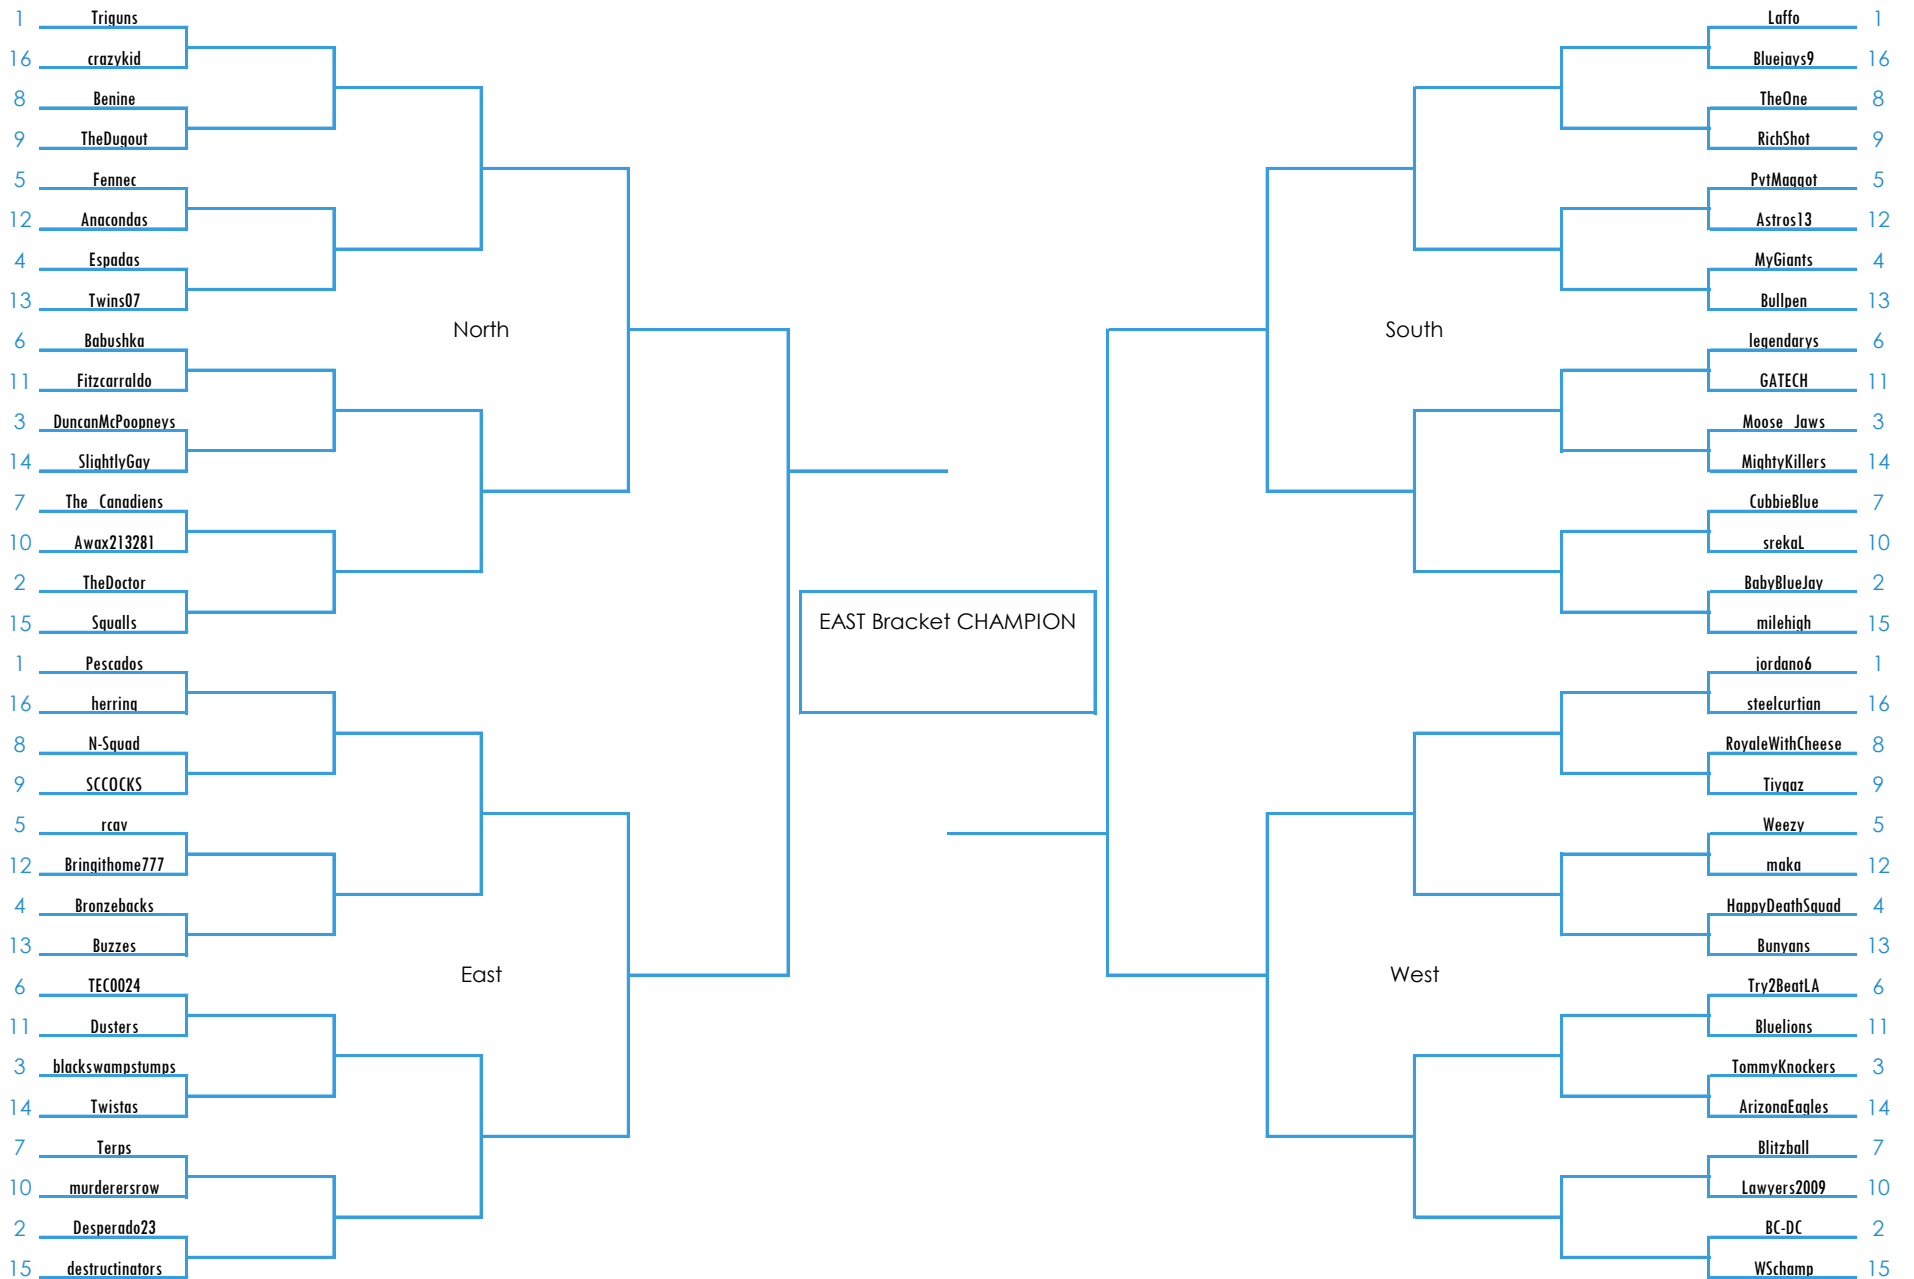 1 Triguns
16 crazykid
8 Benine
9 TheDugout
5 Fennec
12 Anacondas
4 Espadas
13 Twins07
North
6 Babushka
11 Fitzcarraldo
3 DuncanMcPoopneys
14 SlightlyGay
7 The_Canadiens
10 Awax213281
2 TheDoctor
15 Squalls
1 Pescados
16 herring
8 N-Squad
9 SCCOCKS
5 rcav
12 Bringithome777
4 Bronzebacks
13 Buzzes
East
6 TEC0024
11 Dusters
3 blackswampstumps
14 Twistas
7 Terps
10 murderersrow
2 Desperado23
15 destructinators
EAST Bracket CHAMPION
Laffo 1
Bluejays9 16
TheOne 8
RichShot 9
PvtMaggot 5
Astros13 12
MyGiants 4
Bullpen 13
South
legendarys 6
GATECH 11
Moose_Jaws 3
MightyKillers 14
CubbieBlue 7
srekaL 10
BabyBlueJay 2
milehigh 15
jordano6 1
steelcurtian 16
RoyaleWithCheese 8
Tiygaz 9
Weezy 5
maka 12
HappyDeathSquad 4
Bunyans 13
West
Try2BeatLA 6
Bluelions 11
TommyKnockers 3
ArizonaEagles 14
Blitzball 7
Lawyers2009 10
BC-DC 2
WSchamp 15